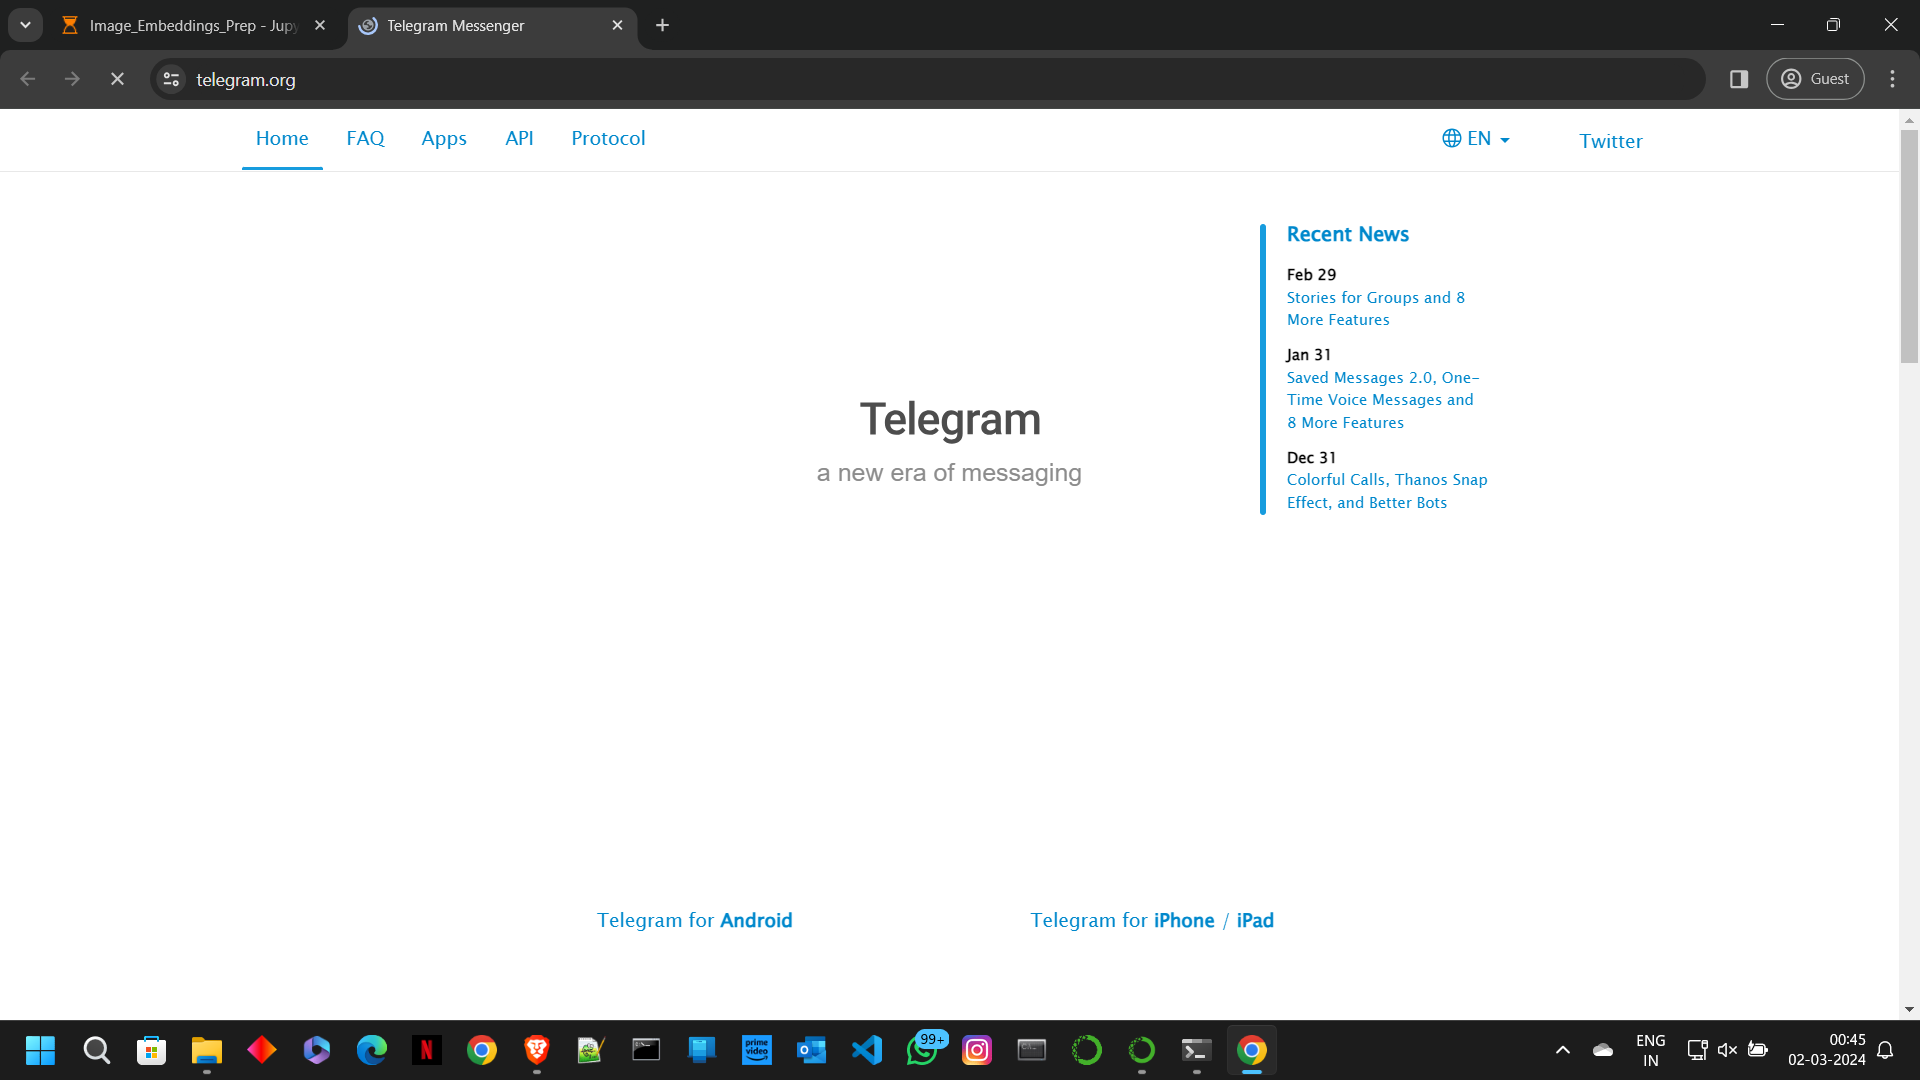 Image_Embeddings_Prep - Jupy
Telegram Messenger
telegram.org
Guest
Home FAQ Apps API Protocol
EN
Twitter
Recent News
Feb 29
Stories for Groups and 8
More Features
Jan 31
Saved Messages 2.0, One-
Time Voice Messages and
8 More Features
Dec 31
Colorful Calls, Thanos Snap
Effect, and Better Bots
Telegram
a new era of messaging
Telegram for Android
Telegram for iPhone / iPad
prime
video
99+
ENG
IN
00:45
02-03-2024